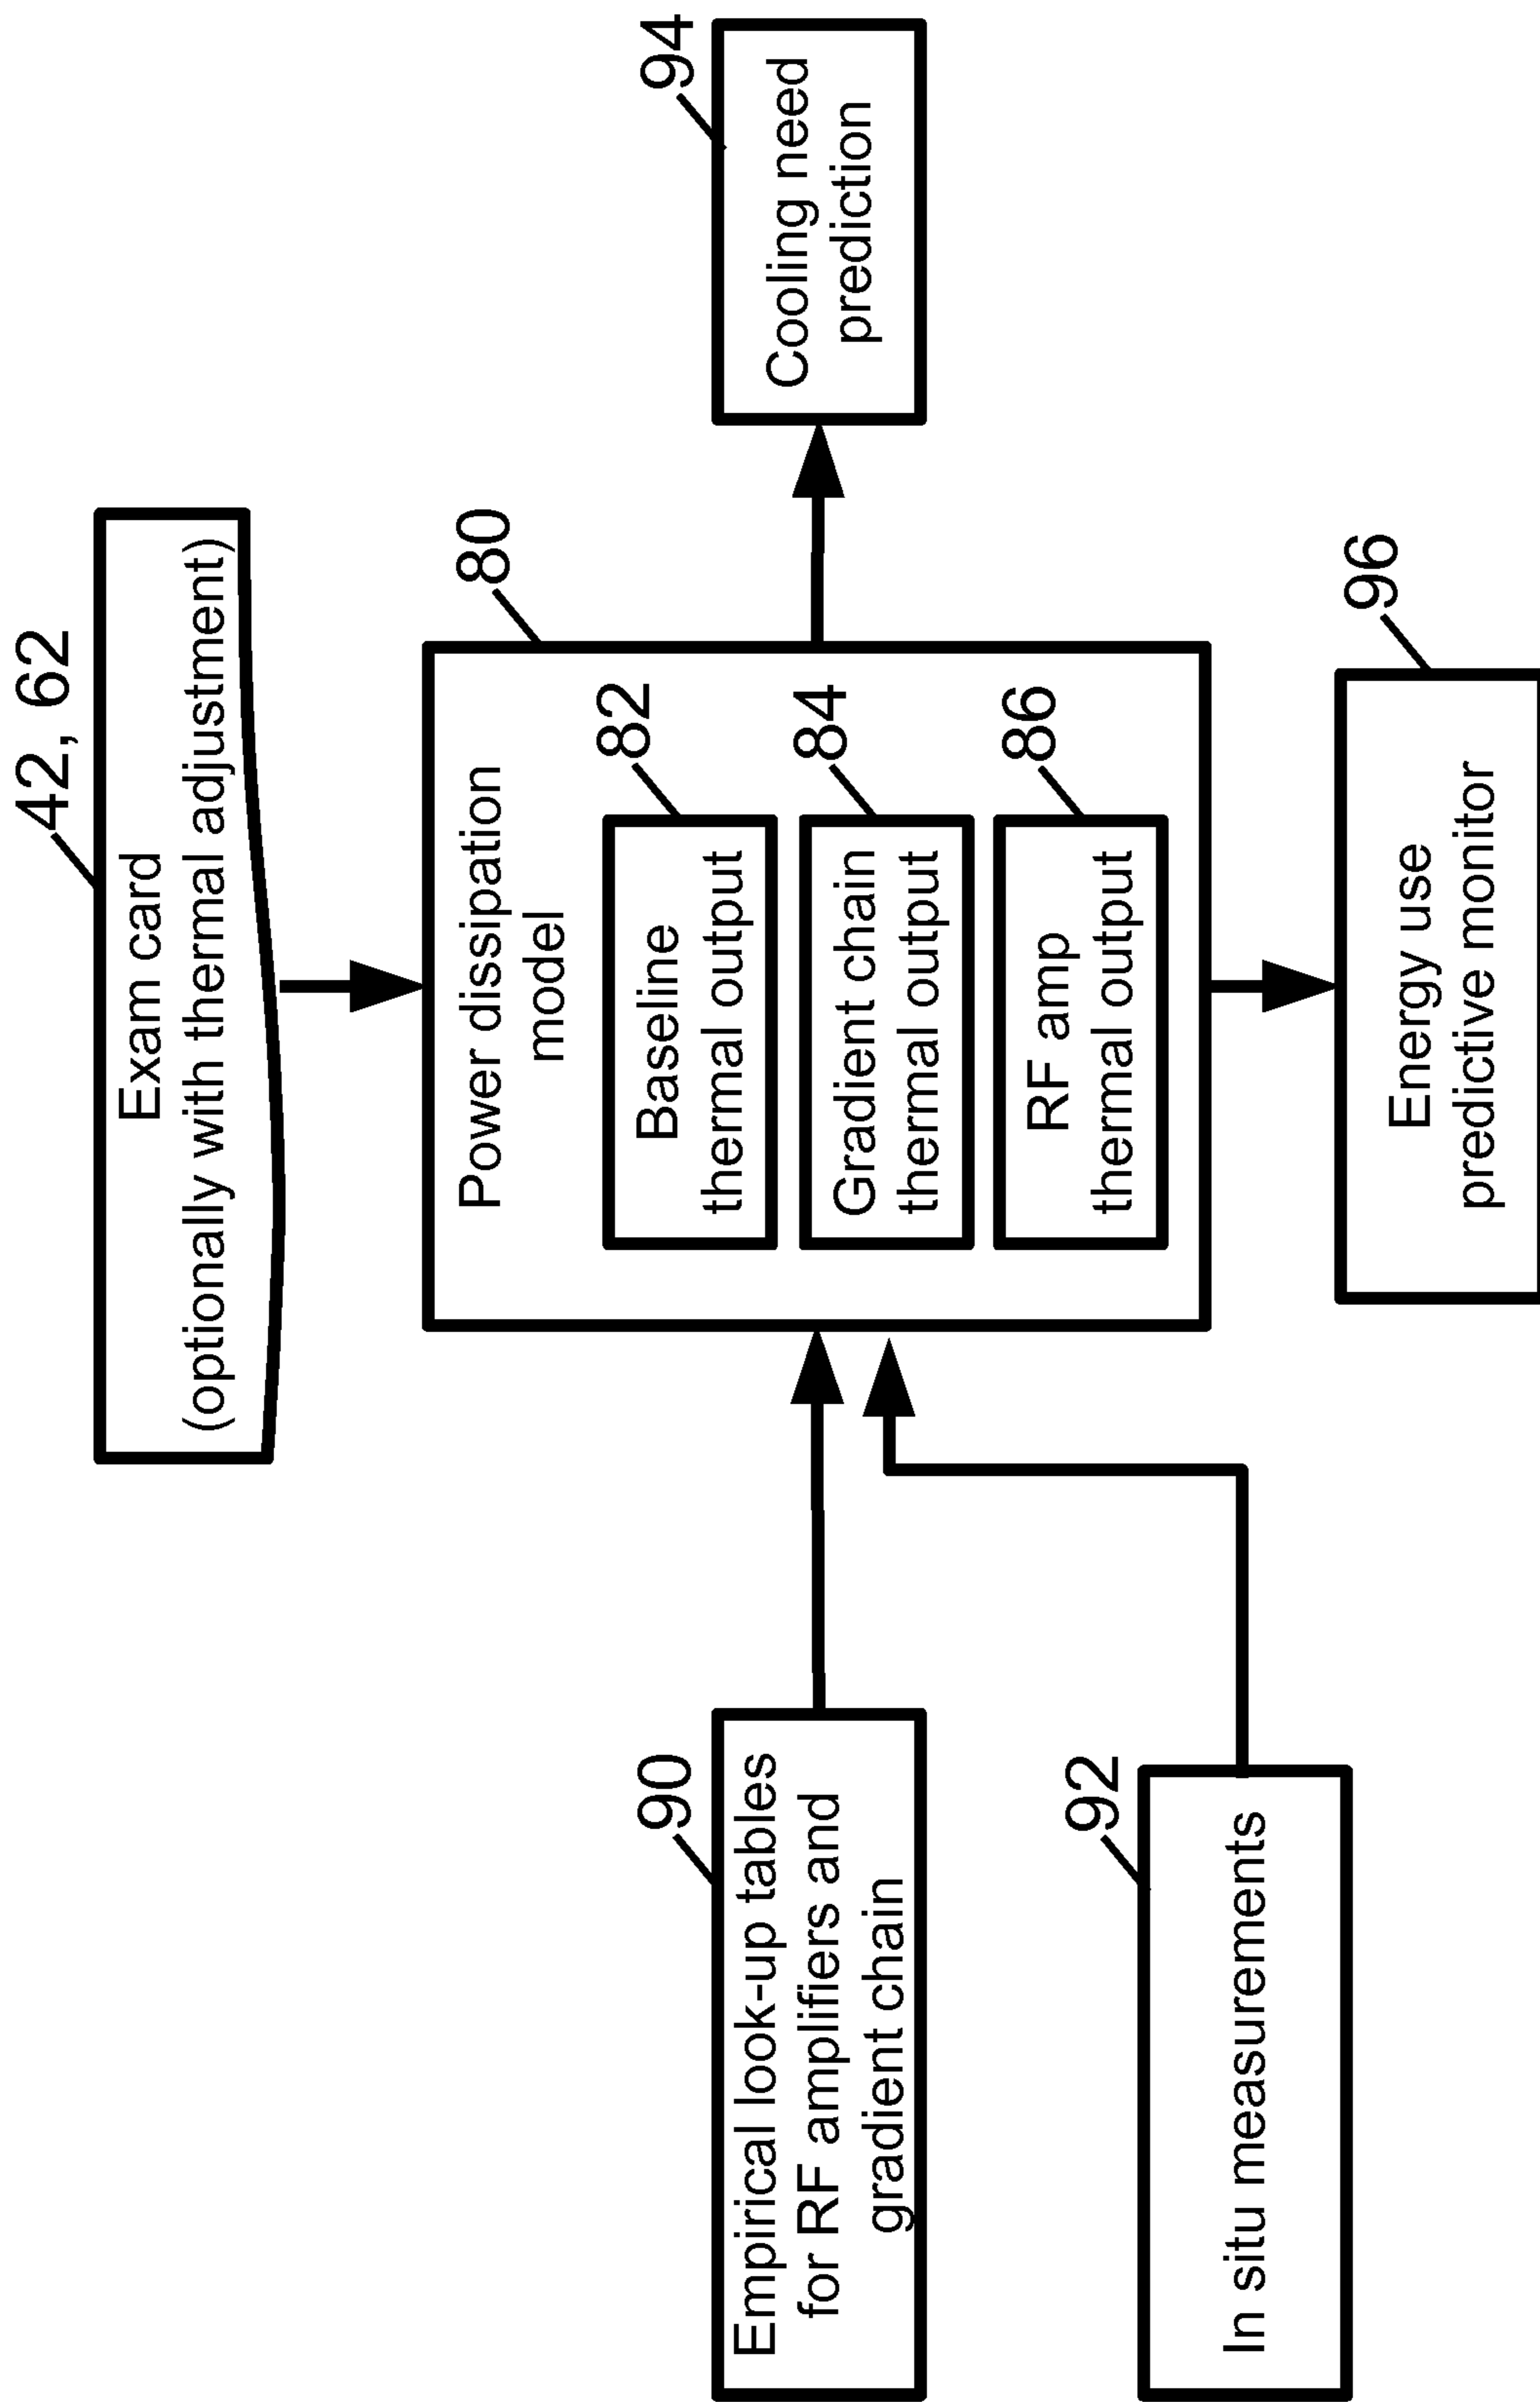 42, 62
Exam card
(optionally with thermal adjustment)
80
Power dissipation
model
82
Baseline
thermal output
84
Gradient chain
thermal output
86
RF amp
thermal output
90
Empirical look-up tables
for RF amplifiers and
gradient chain
92
In situ measurements
94
Cooling need
prediction
96
Energy use
predictive monitor